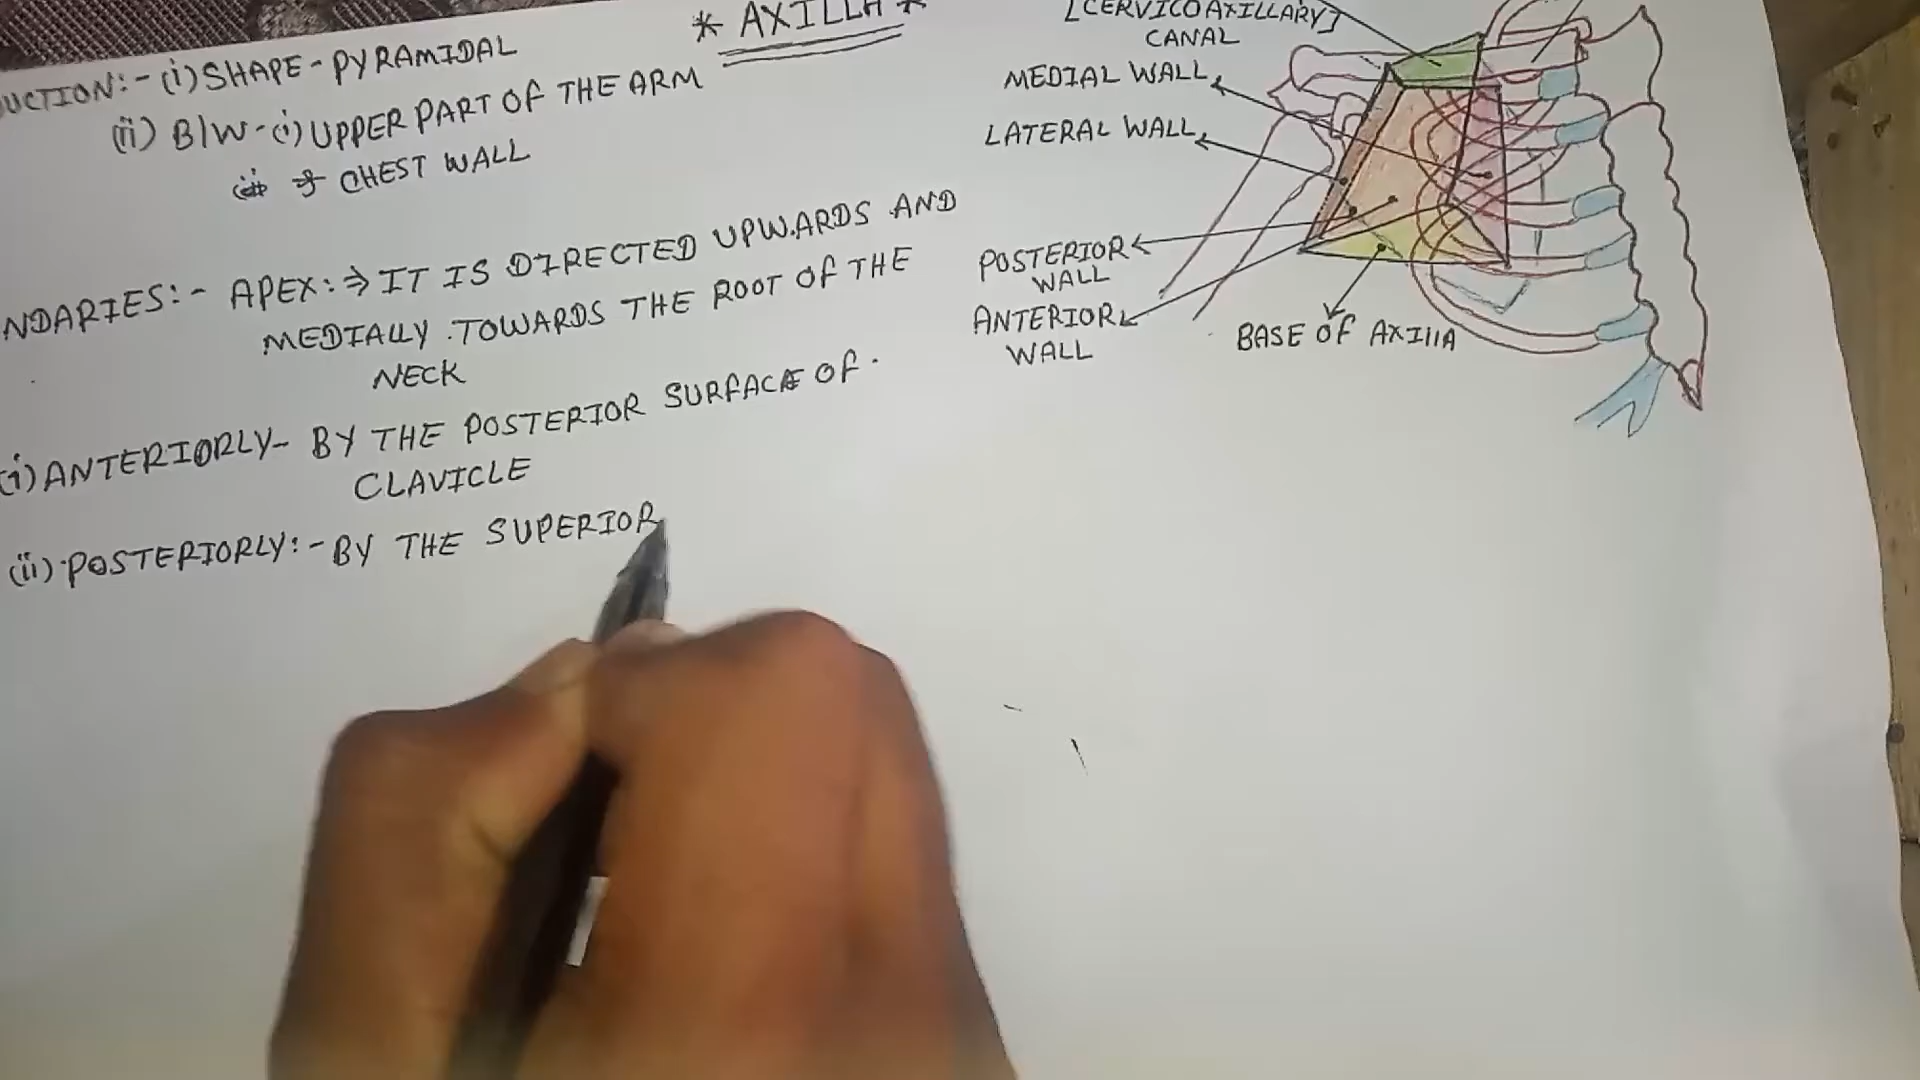 * AXILLA *
UCTION:- (i) SHAPE - PYRAMIDAL
(ii) B/W - (i) UPPER PART OF THE ARM
CHEST WALL
NDARIES:- APEX:⇒ IT IS DIRECTED UPWARDS AND
MEDIALLY TOWARDS THE ROOT OF THE
NECK
(i) ANTERIORLY- BY THE POSTERIOR SURFACE OF
CLAVICLE
(ii) POSTERIORLY:- BY THE SUPERIOR
[CERVICOAXILLARY]
CANAL
MEDIAL WALL
LATERAL WALL
POSTERIOR
WALL
ANTERIOR
WALL
BASE OF AXIllA